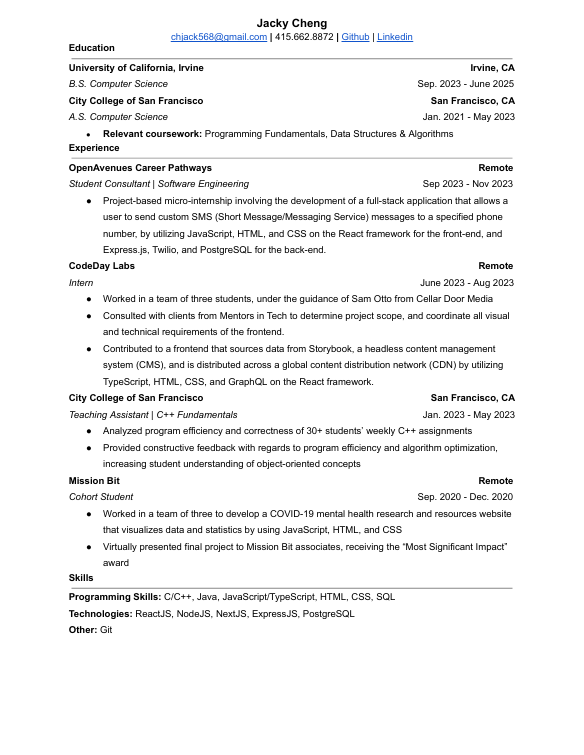 Jacky Cheng
chjack568@gmail.com | 415.662.8872 | Github | Linkedin
Education
University of California, Irvine Irvine, CA
B.S. Computer Science Sep. 2023 - June 2025
City College of San Francisco San Francisco, CA
A.S. Computer Science Jan. 2021 - May 2023
● Relevant coursework: Programming Fundamentals, Data Structures & Algorithms
Experience
OpenAvenues Career Pathways Remote
Student Consultant | Software Engineering Sep 2023 - Nov 2023
● Project-based micro-internship involving the development of a full-stack application that allows a
user to send custom SMS (Short Message/Messaging Service) messages to a specified phone
number, by utilizing JavaScript, HTML, and CSS on the React framework for the front-end, and
Express.js, Twilio, and PostgreSQL for the back-end.
CodeDay Labs Remote
Intern June 2023 - Aug 2023
● Worked in a team of three students, under the guidance of Sam Otto from Cellar Door Media
● Consulted with clients from Mentors in Tech to determine project scope, and coordinate all visual
and technical requirements of the frontend.
● Contributed to a frontend that sources data from Storybook, a headless content management
system (CMS), and is distributed across a global content distribution network (CDN) by utilizing
TypeScript, HTML, CSS, and GraphQL on the React framework.
City College of San Francisco San Francisco, CA
Teaching Assistant | C++ Fundamentals Jan. 2023 - May 2023
● Analyzed program efficiency and correctness of 30+ students’ weekly C++ assignments
● Provided constructive feedback with regards to program efficiency and algorithm optimization,
increasing student understanding of object-oriented concepts
Mission Bit Remote
Cohort Student Sep. 2020 - Dec. 2020
● Worked in a team of three to develop a COVID-19 mental health research and resources website
that visualizes data and statistics by using JavaScript, HTML, and CSS
● Virtually presented final project to Mission Bit associates, receiving the “Most Significant Impact”
award
Skills
Programming Skills: C/C++, Java, JavaScript/TypeScript, HTML, CSS, SQL
Technologies: ReactJS, NodeJS, NextJS, ExpressJS, PostgreSQL
Other: Git